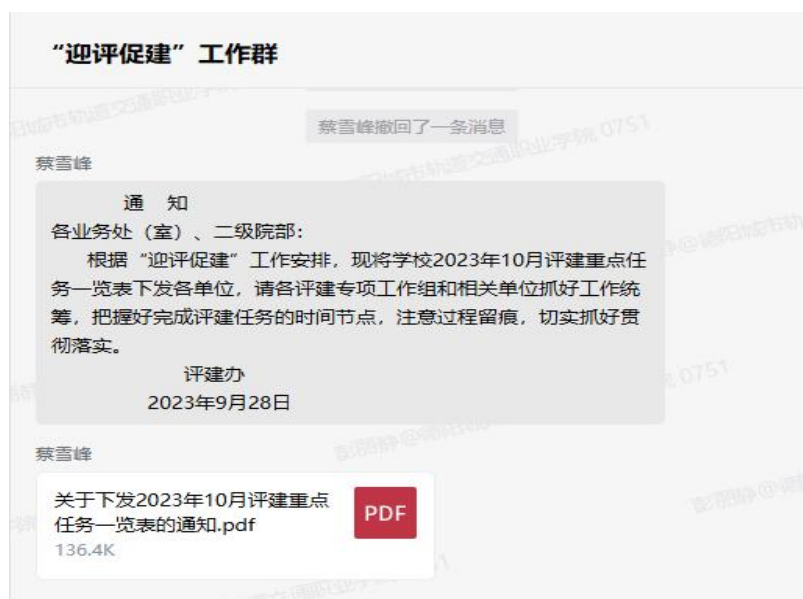 “迎评促建”工作群
蔡雪峰撤回了一条消息
蔡雪峰
通 知
各业务处（室）、二级院部：
根据“迎评促建”工作安排，现将学校2023年10月评建重点任
务一览表下发各单位，请各评建专项工作组和相关单位抓好工作统
筹，把握好完成评建任务的时间节点，注意过程留痕，切实抓好贯
彻落实。
评建办
2023年9月28日
蔡雪峰
关于下发2023年10月评建重点
任务一览表的通知.pdf
PDF
136.4K